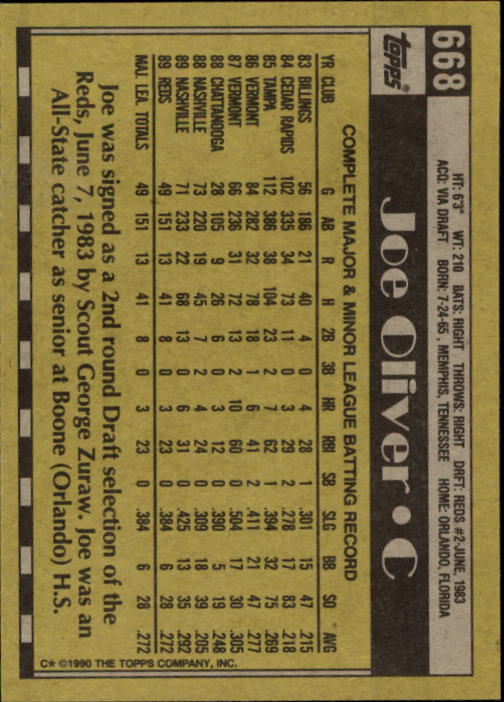 668
HT: 6'3" WT: 210 BATS: RIGHT THROWS: RIGHT DRFT: REDS #2-JUNE, 1983
ACQ: VIA DRAFT BORN: 7-24-65, MEMPHIS, TENNESSEE HOME: ORLANDO, FLORIDA
topps®
Joe Oliver • C
COMPLETE MAJOR & MINOR LEAGUE BATTING RECORD
YR CLUB G AB R H 2B 3B HR RBI SB SLG BB SO AVG
83 BILLINGS 56 186 21 40 4 0 4 28 1 .301 15 47 .215
84 CEDAR RAPIDS 102 335 34 73 11 0 3 29 2 .278 17 83 .218
85 TAMPA 112 386 38 104 23 2 7 62 1 .394 32 75 .269
86 VERMONT 84 282 32 78 18 1 6 41 2 .411 21 47 .277
87 VERMONT 66 236 31 72 13 2 10 60 0 .504 17 30 .305
88 CHATTANOOGA 28 105 9 26 6 0 3 12 0 .390 5 19 .248
88 NASHVILLE 73 220 19 45 7 2 4 24 0 .309 18 39 .205
89 NASHVILLE 71 233 22 68 13 0 6 31 0 .425 13 35 .292
89 REDS 49 151 13 41 8 0 3 23 0 .384 6 28 .272
MAJ. LEA. TOTALS 49 151 13 41 8 0 3 23 0 .384 6 28 .272
Joe was signed as a 2nd round Draft selection of the
Reds, June 7, 1983 by Scout George Zuraw. Joe was an
All-State catcher as senior at Boone (Orlando) H.S.
C* ©1990 THE TOPPS COMPANY, INC.